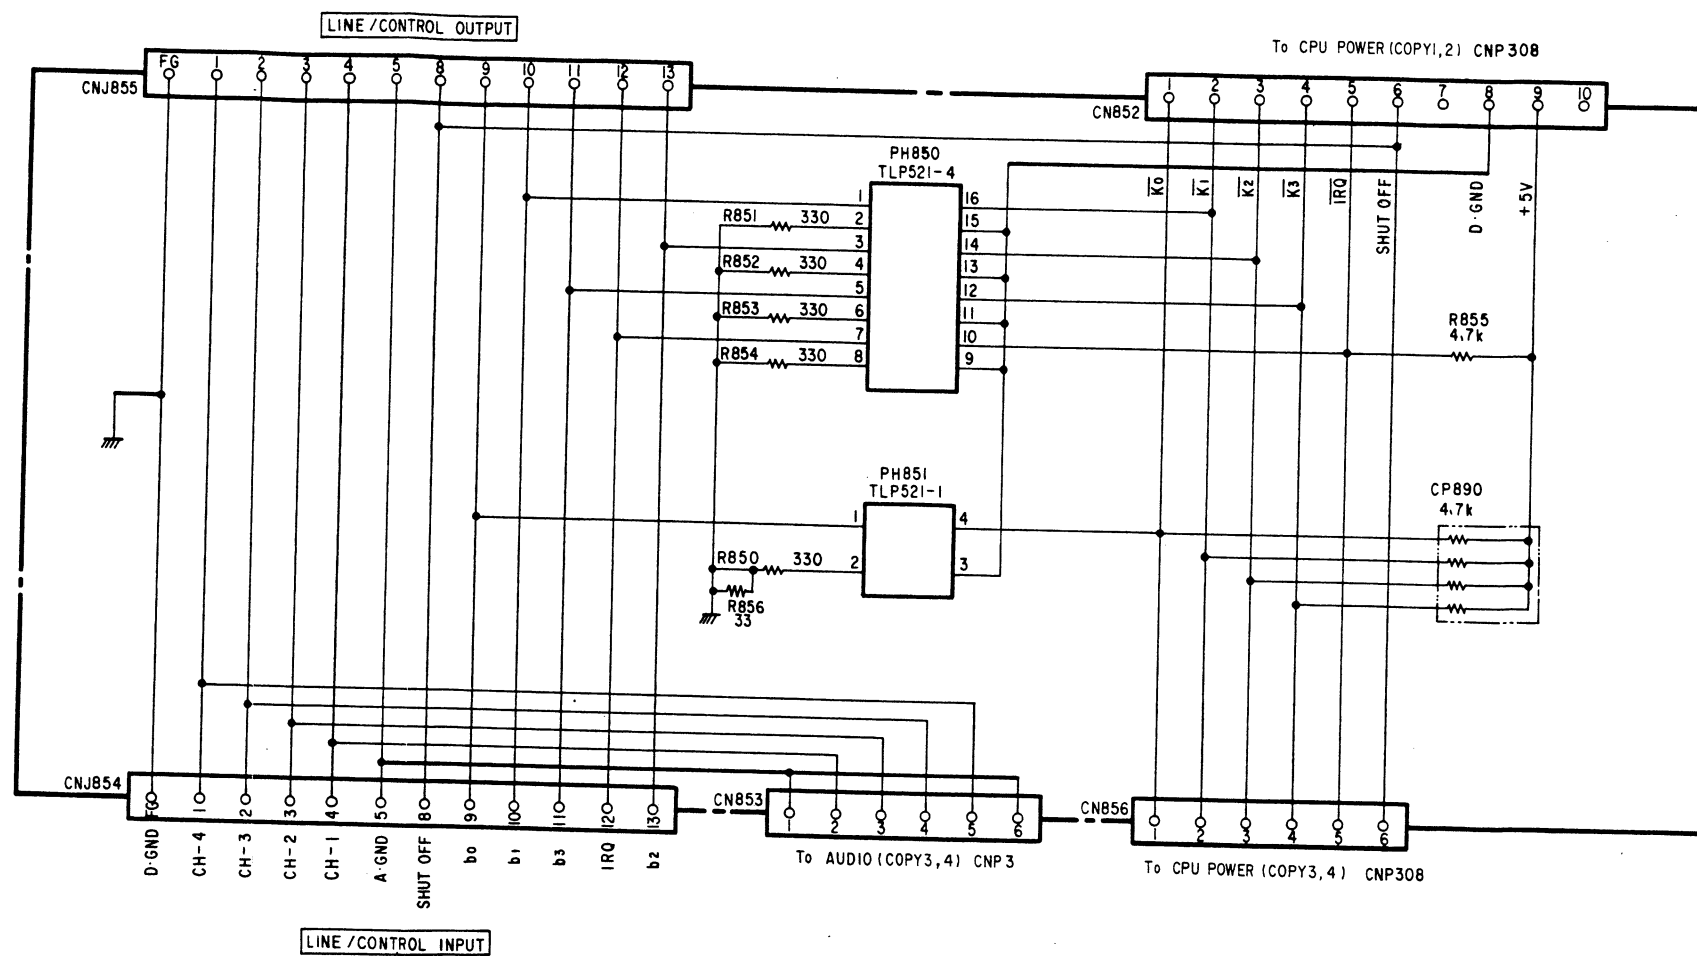 LINE/CONTROL OUTPUT
To CPU POWER (COPY1,2) CNP308
CNJ855
FG 1 2 3 4 5 8 9 10 11 12 13
CN852
1 2 3 4 5 6 7 8 9 10
K0 K1 K2 K3 IRQ SHUT OFF D·GND +5V
PH850
TLP521-4
1 16
R851 330 2 15
3 14
R852 330 4 13
5 12
R853 330 6 11
7 10
R854 330 8 9
R855
4.7k
PH851
TLP521-1
1 4
R850 330 2 3
R856
33
CP890
4.7k
CNJ854
FG 1 2 3 4 5 8 9 10 11 12 13
D·GND CH-4 CH-3 CH-2 CH-1 A·GND SHUT OFF b0 b1 b3 IRQ b2
CN853
1 2 3 4 5 6
To AUDIO (COPY3,4) CNP3
CN856
1 2 3 4 5 6
To CPU POWER (COPY3,4) CNP308
LINE/CONTROL INPUT